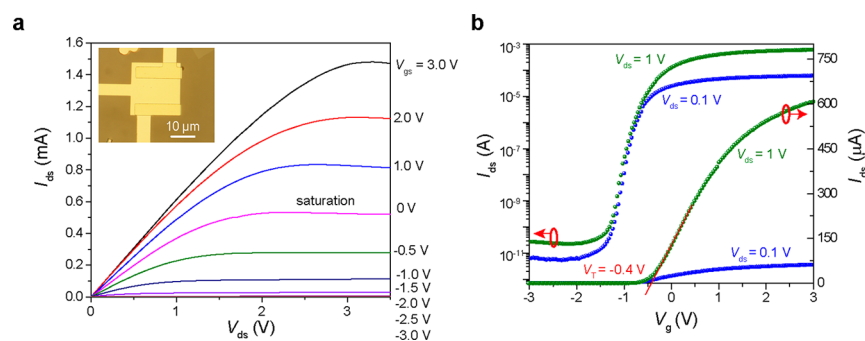 a
I_ds (mA)
1.6
1.4
1.2
1.0
0.8
0.6
0.4
0.2
0.0
10 µm
saturation
V_gs = 3.0 V
2.0 V
1.0 V
0 V
-0.5 V
-1.0 V
-1.5 V
-2.0 V
-2.5 V
-3.0 V
0 1 2 3
V_ds (V)
b
I_ds (A)
10^-3
10^-5
10^-7
10^-9
10^-11
V_ds = 1 V
V_ds = 0.1 V
V_ds = 1 V
V_T = -0.4 V
V_ds = 0.1 V
750
600
450
300
150
0
I_ds (µA)
-3 -2 -1 0 1 2 3
V_g (V)